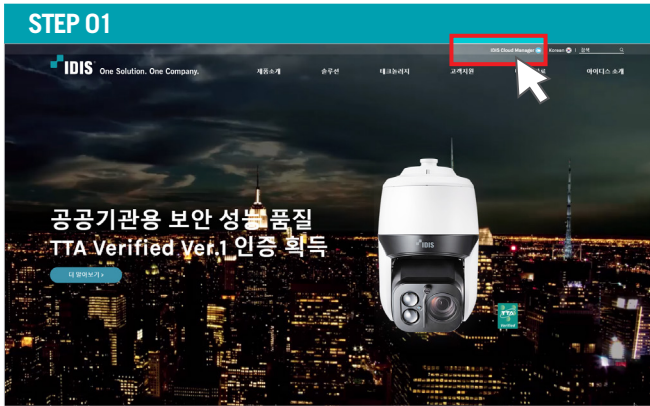 STEP 01
IDIS Cloud Manager
Korean
검색
IDIS One Solution. One Company.
제품소개
솔루션
테크놀러지
고객지원
아이디스 소개
공공기관용 보안 성능 품질
TTA Verified Ver.1 인증 획득
더 알아보기 >
IDIS
TTA
Verified